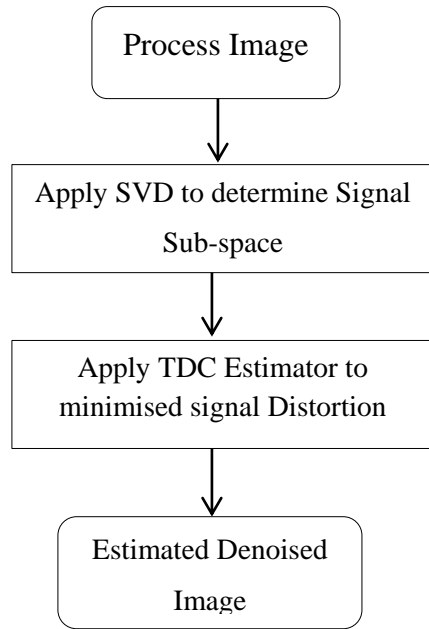 Process Image
Apply SVD to determine Signal
Sub-space
Apply TDC Estimator to
minimised signal Distortion
Estimated Denoised
Image